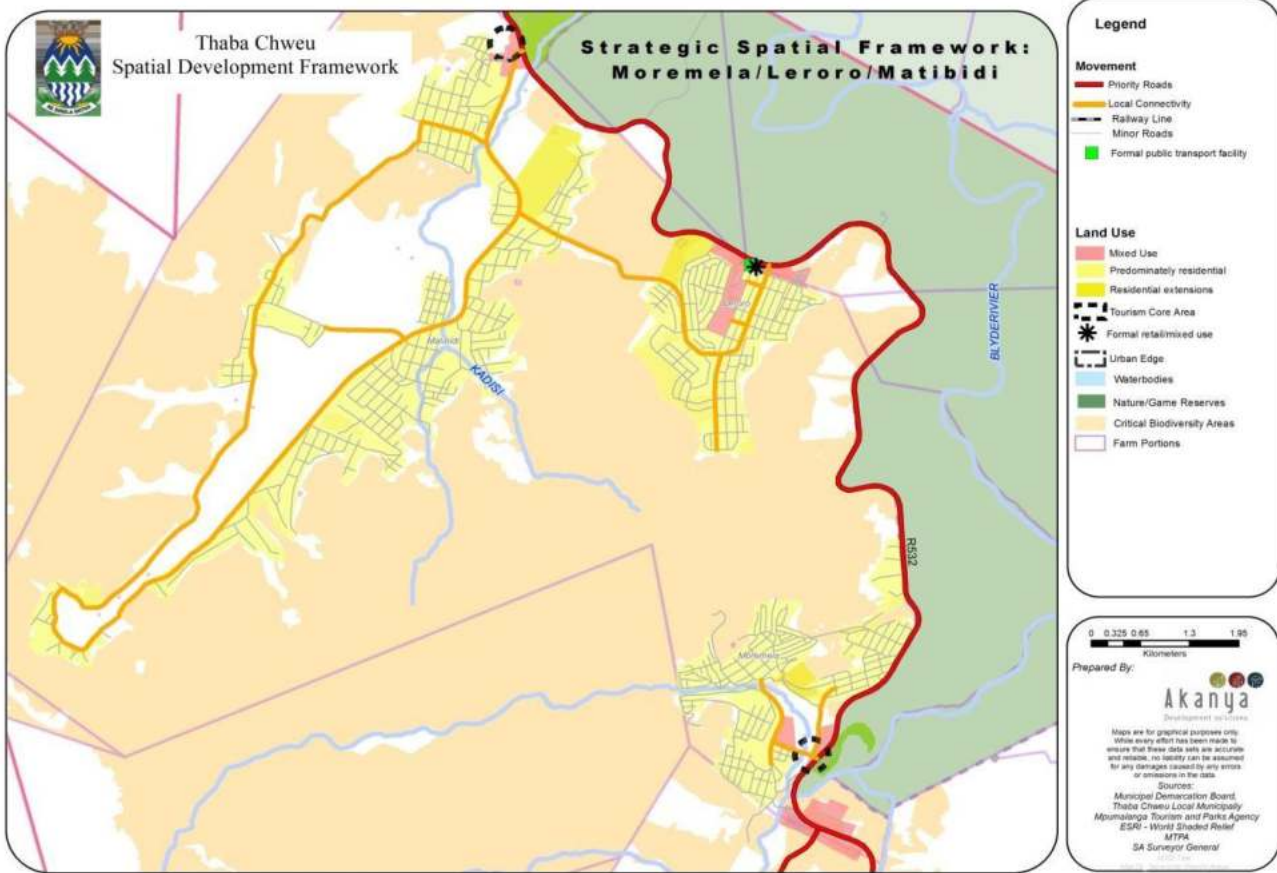 Thaba Chweu
Spatial Development Framework
Strategic Spatial Framework:
Moremela/Leroro/Matibidi
Matibidi
KADISI
Leroro
BLYDERIVIER
R532
Moremela
Legend
Movement
Priority Roads
Local Connectivity
Railway Line
Minor Roads
Formal public transport facility
Land Use
Mixed Use
Predominately residential
Residential extensions
Tourism Core Area
Formal retail/mixed use
Urban Edge
Waterbodies
Nature/Game Reserves
Critical Biodiversity Areas
Farm Portions
0 0.325 0.65 1.3 1.95
Kilometers
Prepared By:
Akanya
Development solutions
Maps are for graphical purposes only.
While every effort has been made to
ensure that these data sets are accurate
and reliable, no liability can be assumed
for any damages caused by any errors
or omissions in the data.
Sources:
Municipal Demarcation Board,
Thaba Chweu Local Municipally
Mpumalanga Tourism and Parks Agency
ESRI - World Shaded Relief
MTPA
SA Surveyor General